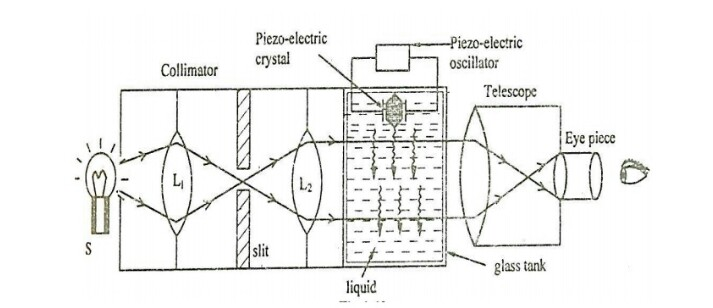 Piezo-electric
crystal
Piezo-electric
oscillator
Collimator
Telescope
Eye piece
L1
L2
S
slit
liquid
glass tank